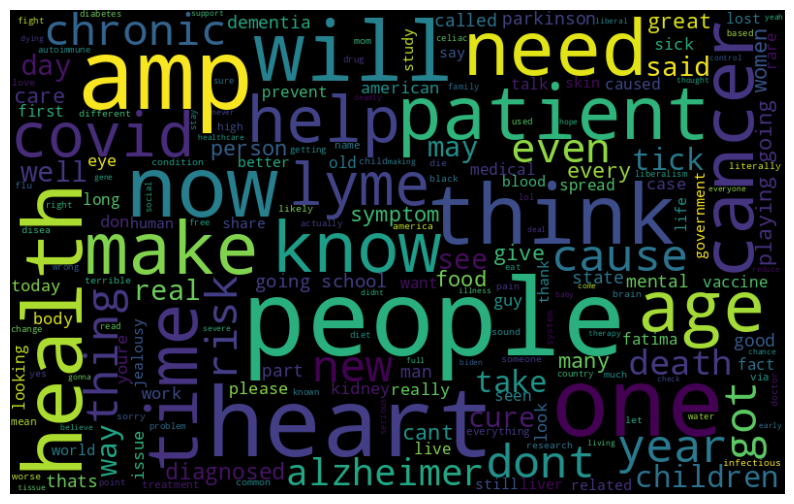 fight diabetes support dementia called parkinson great lost yeah
dying chronic will need said based
autoimmune mom celiac liberal
day amp drug study say sick caused women rare
love sure never prevent american skin thought control
care stay talk
first different high family used hope
covid healthcare help patient cancer
person getting name may even going
well eye condition better old child making die medical every tick literally
flu gene now lyme black blood spread case everyone
long social likely symptom lol life government playing
right don human share think
disea free actually america deal
wrong make know see give cause
today terrible real going school want food eat thank state mental vaccine
body risk didnt illness pain guy come brain baby reduce
change read youre jealousy severe people sound system age fatima good chance
health thing time diet biden therapy many death fact via
looking yes gonna part new man someone country much check doctor
mean work please kidney really full take seen
sorry heart known serious cure look one year got
believe problem cant everything let water early
world issue live research living
way diagnosed alzheimer dont children infectious
worse thats point treatment common still liver related
tissue